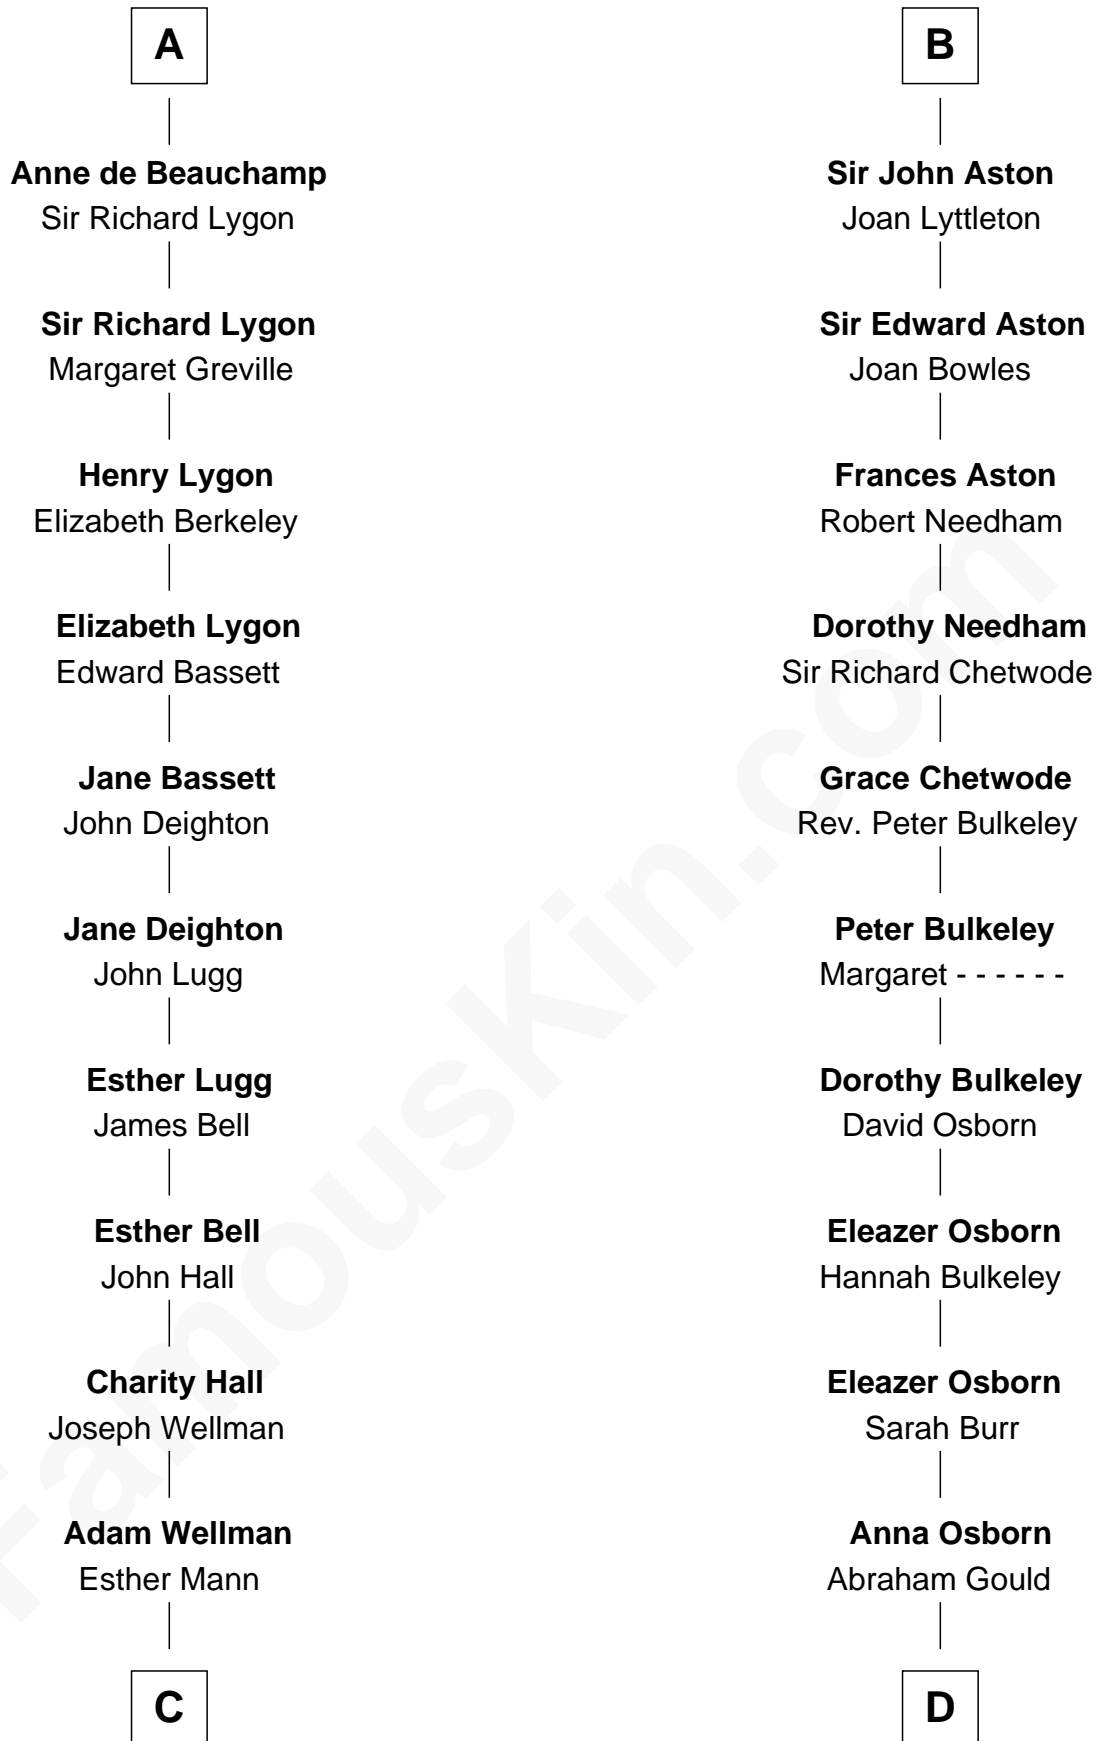 A
Anne de Beauchamp
Sir Richard Lygon
Sir Richard Lygon
Margaret Greville
Henry Lygon
Elizabeth Berkeley
Elizabeth Lygon
Edward Bassett
Jane Bassett
John Deighton
Jane Deighton
John Lugg
Esther Lugg
James Bell
Esther Bell
John Hall
Charity Hall
Joseph Wellman
Adam Wellman
Esther Mann
C
B
Sir John Aston
Joan Lyttleton
Sir Edward Aston
Joan Bowles
Frances Aston
Robert Needham
Dorothy Needham
Sir Richard Chetwode
Grace Chetwode
Rev. Peter Bulkeley
Peter Bulkeley
Margaret - - - - - -
Dorothy Bulkeley
David Osborn
Eleazer Osborn
Hannah Bulkeley
Eleazer Osborn
Sarah Burr
Anna Osborn
Abraham Gould
D
FamousKin.com